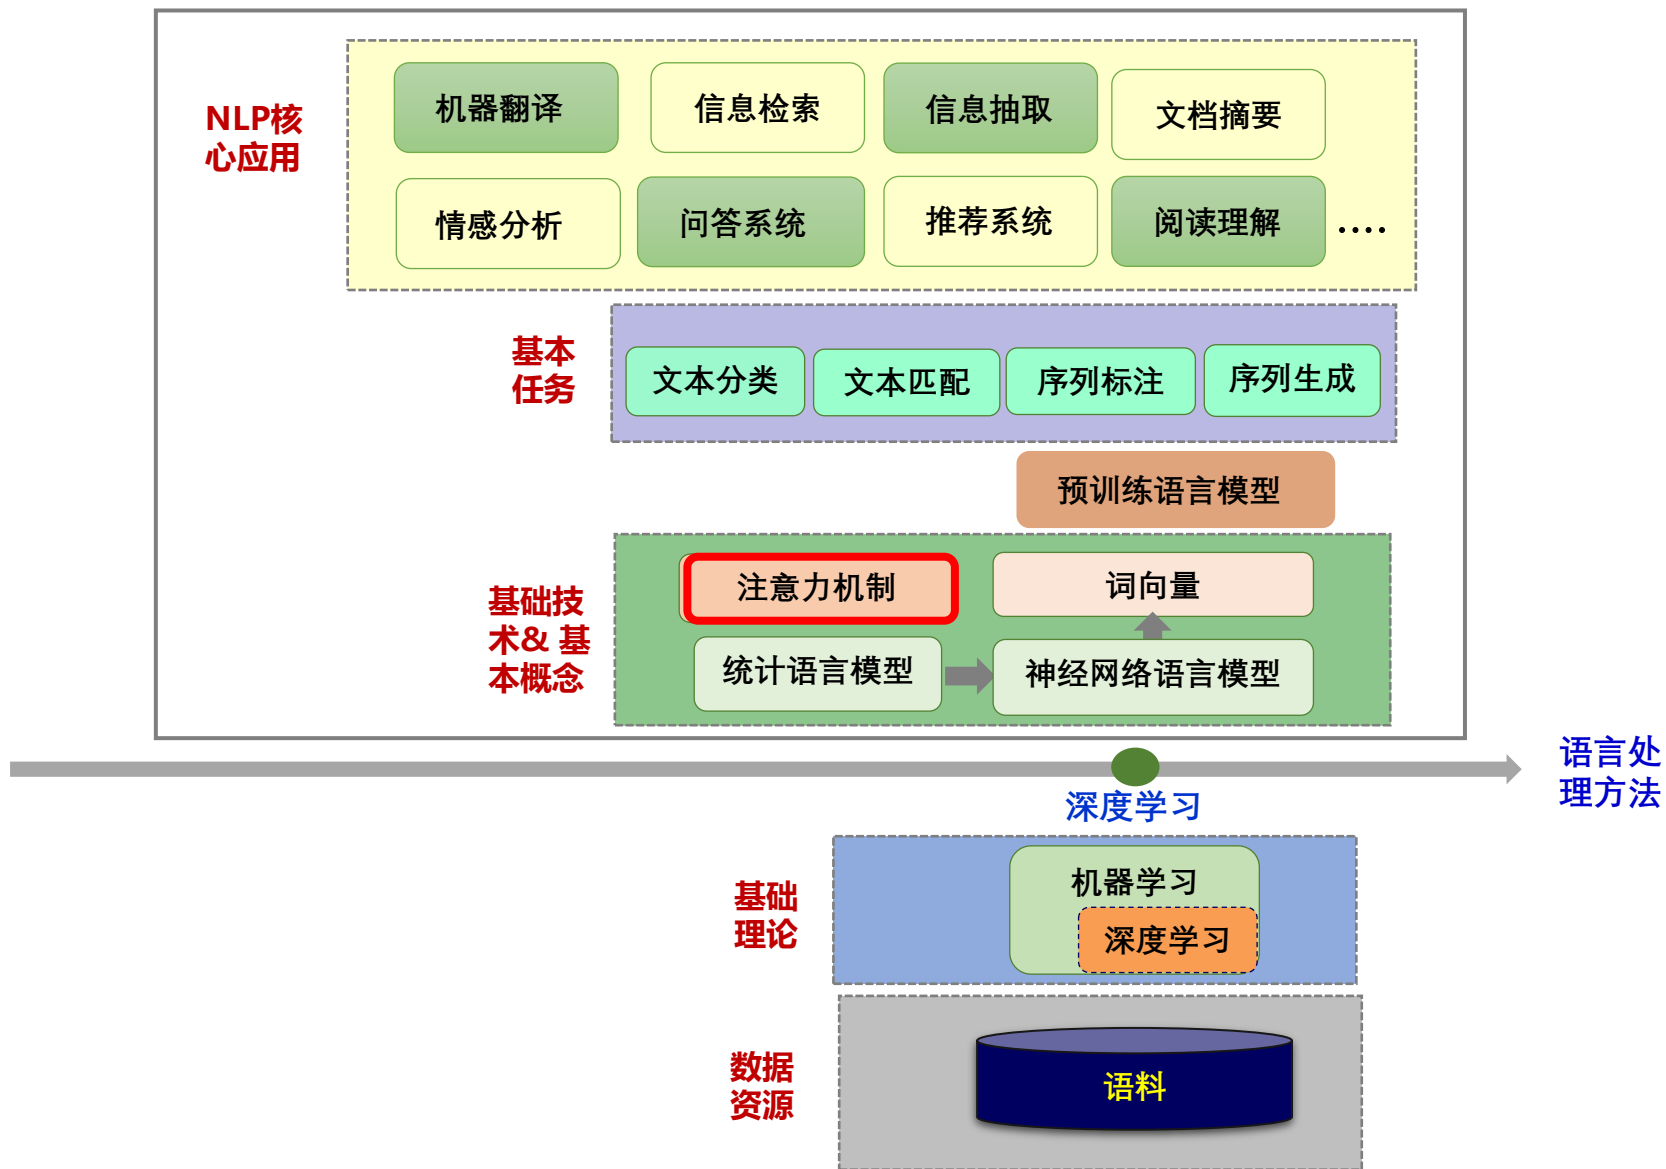 NLP核
心应用
机器翻译
信息检索
信息抽取
文档摘要
情感分析
问答系统
推荐系统
阅读理解
....
基本
任务
文本分类
文本匹配
序列标注
序列生成
预训练语言模型
基础技
术& 基
本概念
注意力机制
词向量
统计语言模型
神经网络语言模型
语言处
理方法
深度学习
基础
理论
机器学习
深度学习
数据
资源
语料